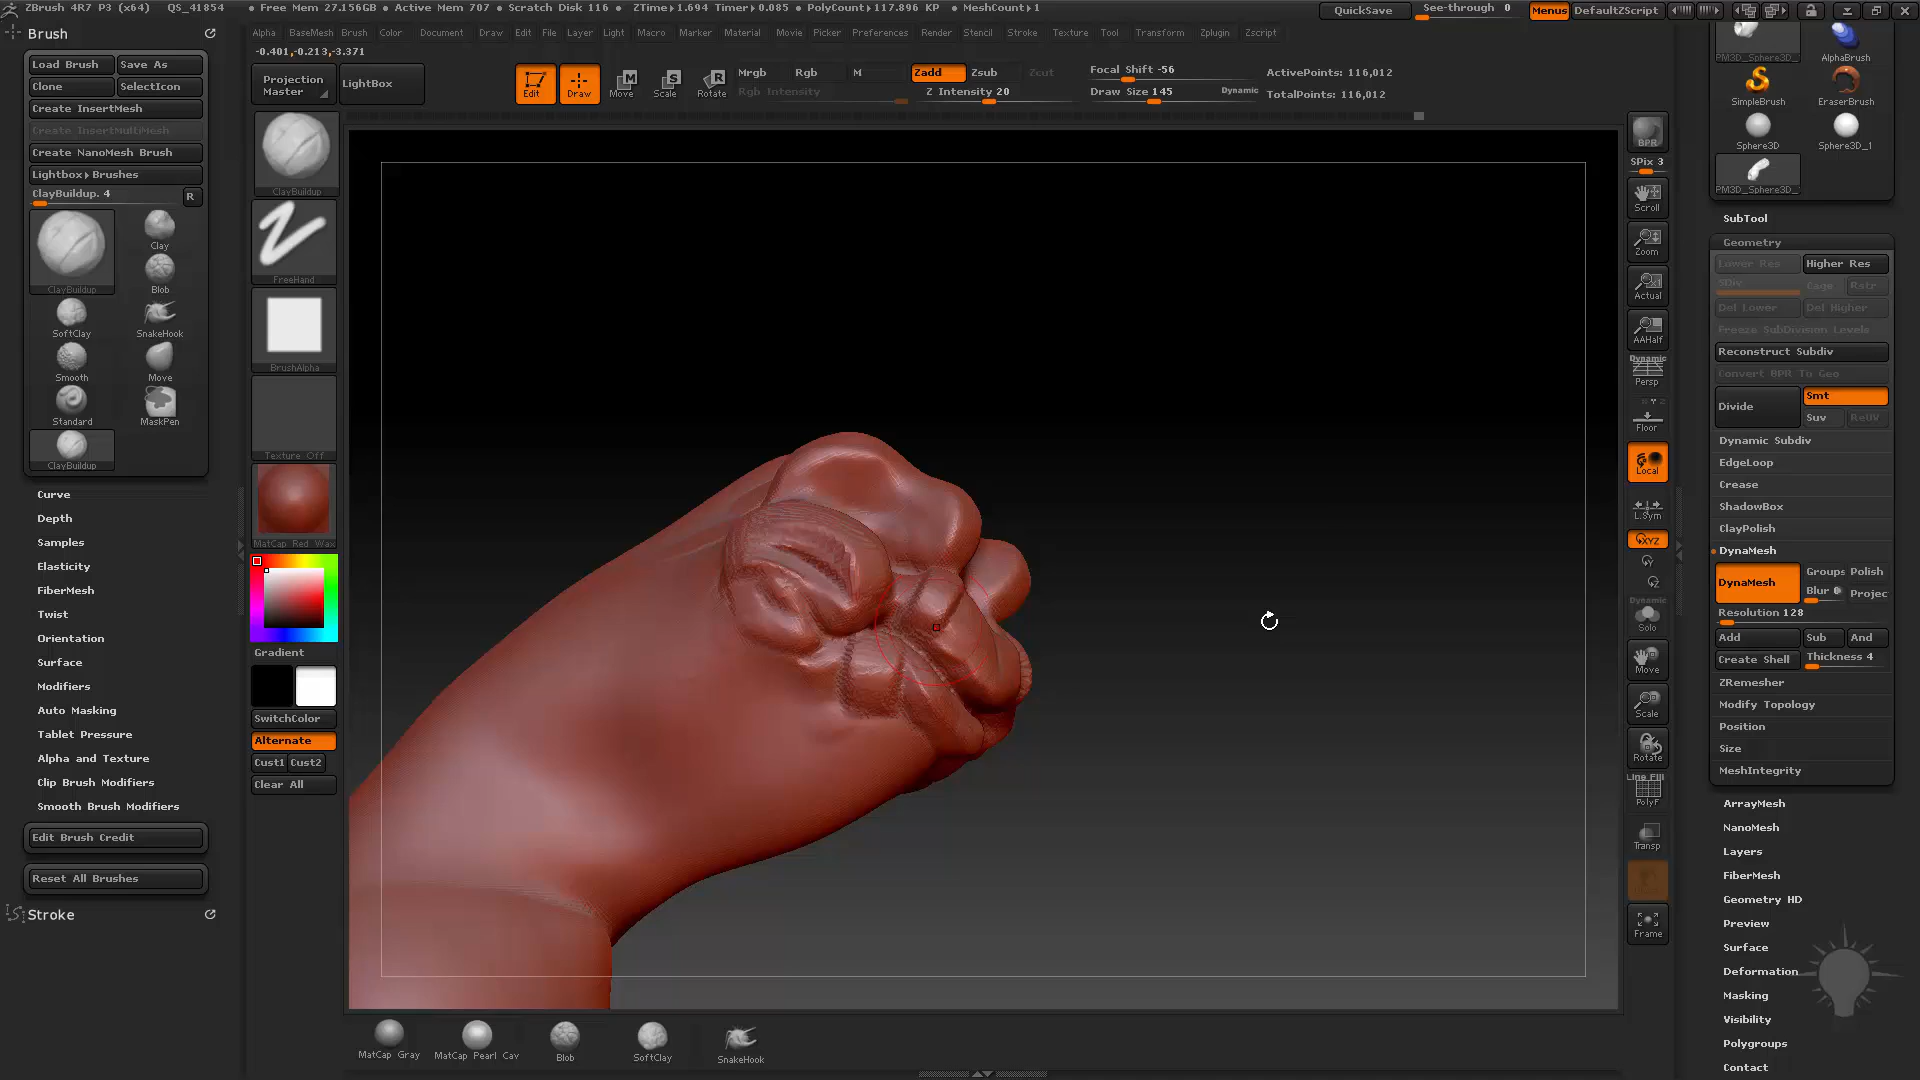 ZBrush 4R7 P3 (x64) QS_41854 • Free Mem 27.156GB • Active Mem 707 • Scratch Disk 116 • ZTime▸1.694 Timer▸0.085 • PolyCount▸117.896 KP • MeshCount▸1
QuickSave See-through 0 Menus DefaultZScript
Brush
Alpha BaseMesh Brush Color Document Draw Edit File Layer Light Macro Marker Material Movie Picker Preferences Render Stencil Stroke Texture Tool Transform Zplugin Zscript
-0.401,-0.213,-3.371
Load Brush Save As
Clone SelectIcon
Create InsertMesh
Create InsertMultiMesh
Create NanoMesh Brush
Lightbox▸Brushes
ClayBuildup. 4 R
ClayBuildup
Clay
Blob
SoftClay
SnakeHook
Smooth
Move
Standard
MaskPen
ClayBuildup
Curve
Depth
Samples
Elasticity
FiberMesh
Twist
Orientation
Surface
Modifiers
Auto Masking
Tablet Pressure
Alpha and Texture
Clip Brush Modifiers
Smooth Brush Modifiers
Edit Brush Credit
Reset All Brushes
Stroke
Projection Master
LightBox
Edit Draw Move Scale Rotate
Mrgb Rgb M
Rgb Intensity
Zadd Zsub Zcut
Z Intensity 20
Focal Shift -56
Draw Size 145 Dynamic
ActivePoints: 116,012
TotalPoints: 116,012
ClayBuildup
FreeHand
BrushAlpha
Texture Off
MatCap Red Wax
Gradient
SwitchColor
Alternate
Cust1 Cust2
Clear All
MatCap Gray
MatCap Pearl Cav
Blob
SoftClay
SnakeHook
BPR
SPix 3
Scroll
Zoom
Actual
AAHalf
Dynamic
Persp
Floor
Local
L.Sym
XYZ
Y
Z
Dynamic
Solo
Move
Scale
Rotate
Line Fill
PolyF
Transp
Frame
PM3D_Sphere3D_
AlphaBrush
SimpleBrush
EraserBrush
Sphere3D
Sphere3D_1
PM3D_Sphere3D_
SubTool
Geometry
Lower Res Higher Res
SDiv Cage Rstr
Del Lower Del Higher
Freeze SubDivision Levels
Reconstruct Subdiv
Convert BPR To Geo
Divide
Smt
Suv ReUV
Dynamic Subdiv
EdgeLoop
Crease
ShadowBox
ClayPolish
DynaMesh
DynaMesh
Groups Polish
Blur Projec
Resolution 128
Add Sub And
Create Shell Thickness 4
ZRemesher
Modify Topology
Position
Size
MeshIntegrity
ArrayMesh
NanoMesh
Layers
FiberMesh
Geometry HD
Preview
Surface
Deformation
Masking
Visibility
Polygroups
Contact